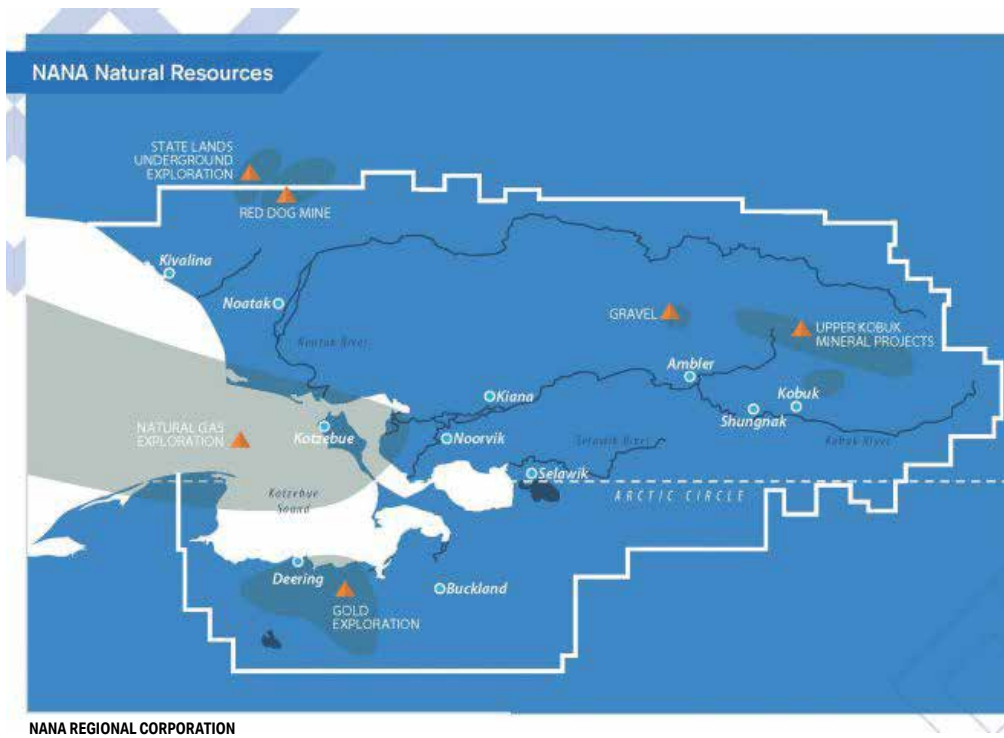 NANA Natural Resources
STATE LANDS
UNDERGROUND
EXPLORATION
RED DOG MINE
Kivalina
Noatak
Noatak River
GRAVEL
UPPER KOBUK
MINERAL PROJECTS
Ambler
Kiana
Kobuk
Shungnak
NATURAL GAS
EXPLORATION
Kotzebue
Noorvik
Selawik River
Kobuk River
Selawik
Kotzebue
Sound
ARCTIC CIRCLE
Deering
Buckland
GOLD
EXPLORATION
NANA REGIONAL CORPORATION